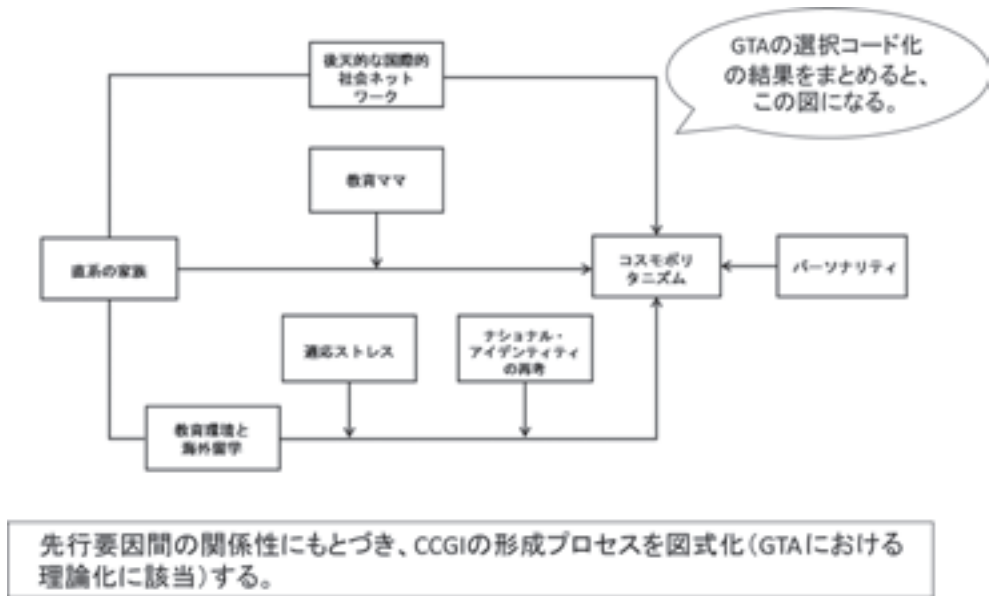 GTAの選択コード化
の結果をまとめると、
この図になる。
後天的な国際的
社会ネット
ワーク
教育ママ
直系の家族
コスモポリ
タニズム
パーソナリティ
適応ストレス
ナショナル・
アイデンティティ
の再考
教育環境と
海外留学
先行要因間の関係性にもとづき、CCGIの形成プロセスを図式化(GTAにおける
理論化に該当)する。